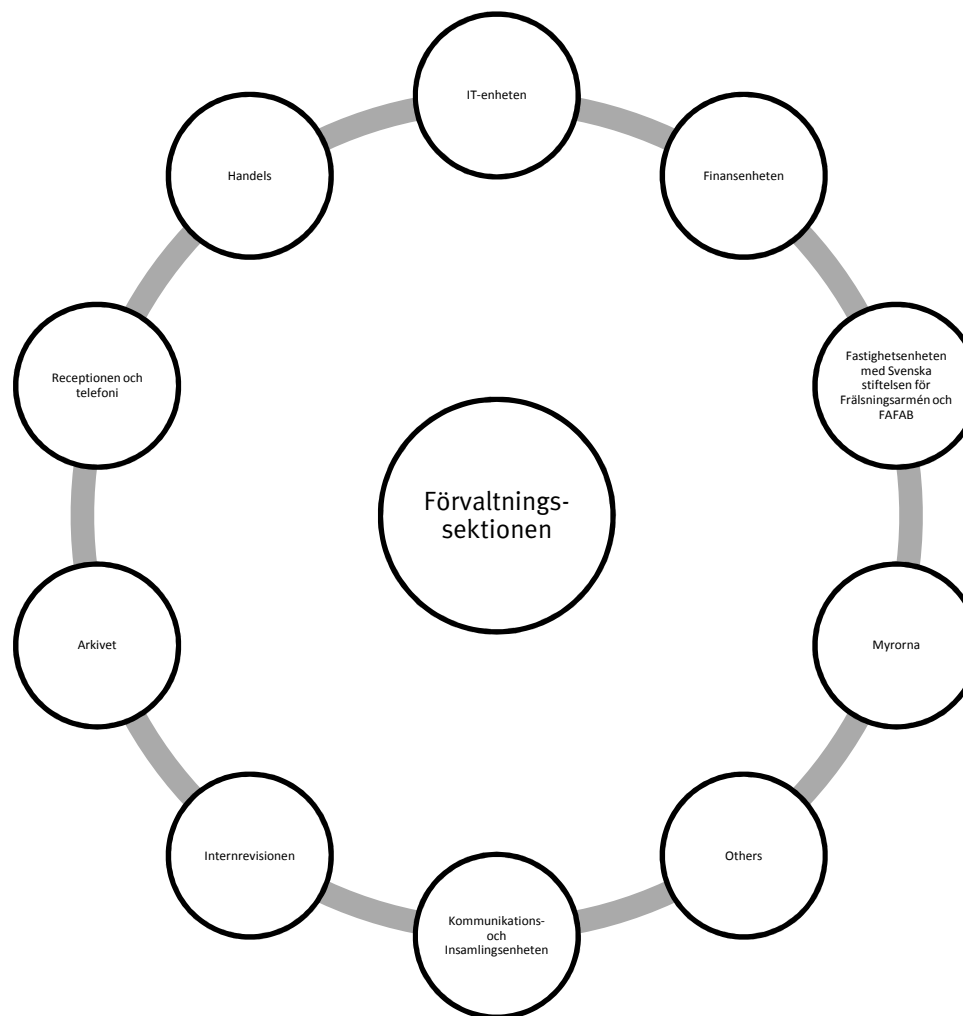 IT-enheten
Handels
Finansenheten
Receptionen och
telefoni
Fastighetsenheten
med Svenska
stiftelsen för
Frälsningsarmén och
FAFAB
Förvaltnings-
sektionen
Arkivet
Myrorna
Internrevisionen
Others
Kommunikations-
och
Insamlingsenheten